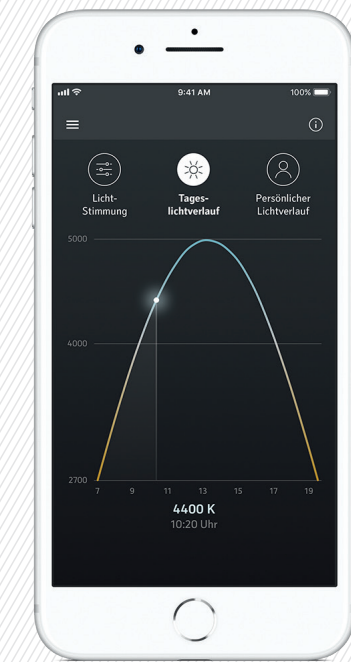 9:41 AM
100%
Licht-
Stimmung
Tages-
lichtverlauf
Persönlicher
Lichtverlauf
5000
4000
2700
7 9 11 13 15 17 19
4400 K
10:20 Uhr